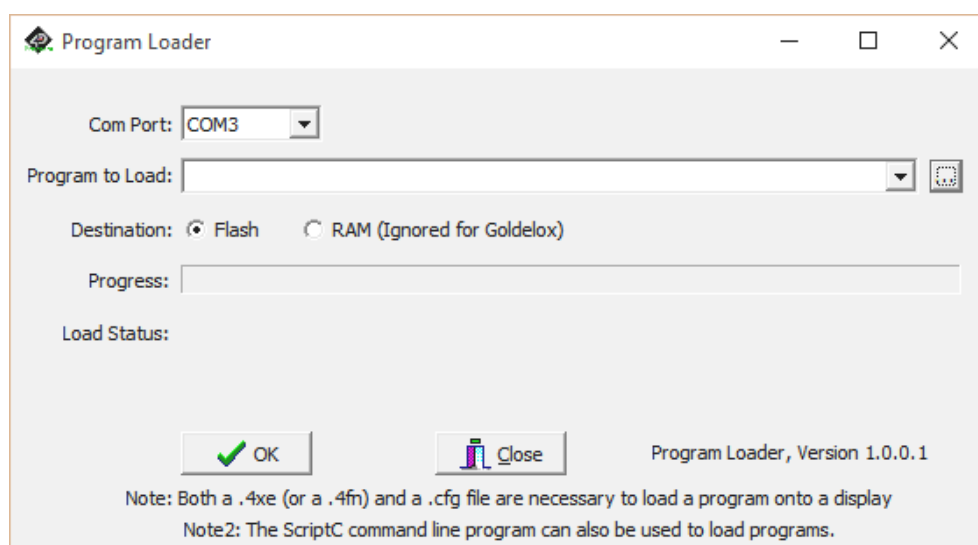 Program Loader
Com Port: COM3
Program to Load: ...
Destination: Flash RAM (Ignored for Goldelox)
Progress:
Load Status:
OK Close Program Loader, Version 1.0.0.1
Note: Both a .4xe (or a .4fn) and a .cfg file are necessary to load a program onto a display
Note2: The ScriptC command line program can also be used to load programs.